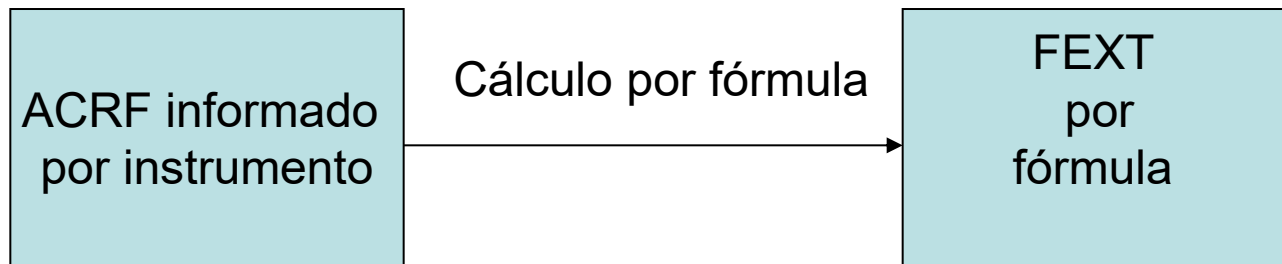 ACRF informado
por instrumento
Cálculo por fórmula
FEXT
por
fórmula